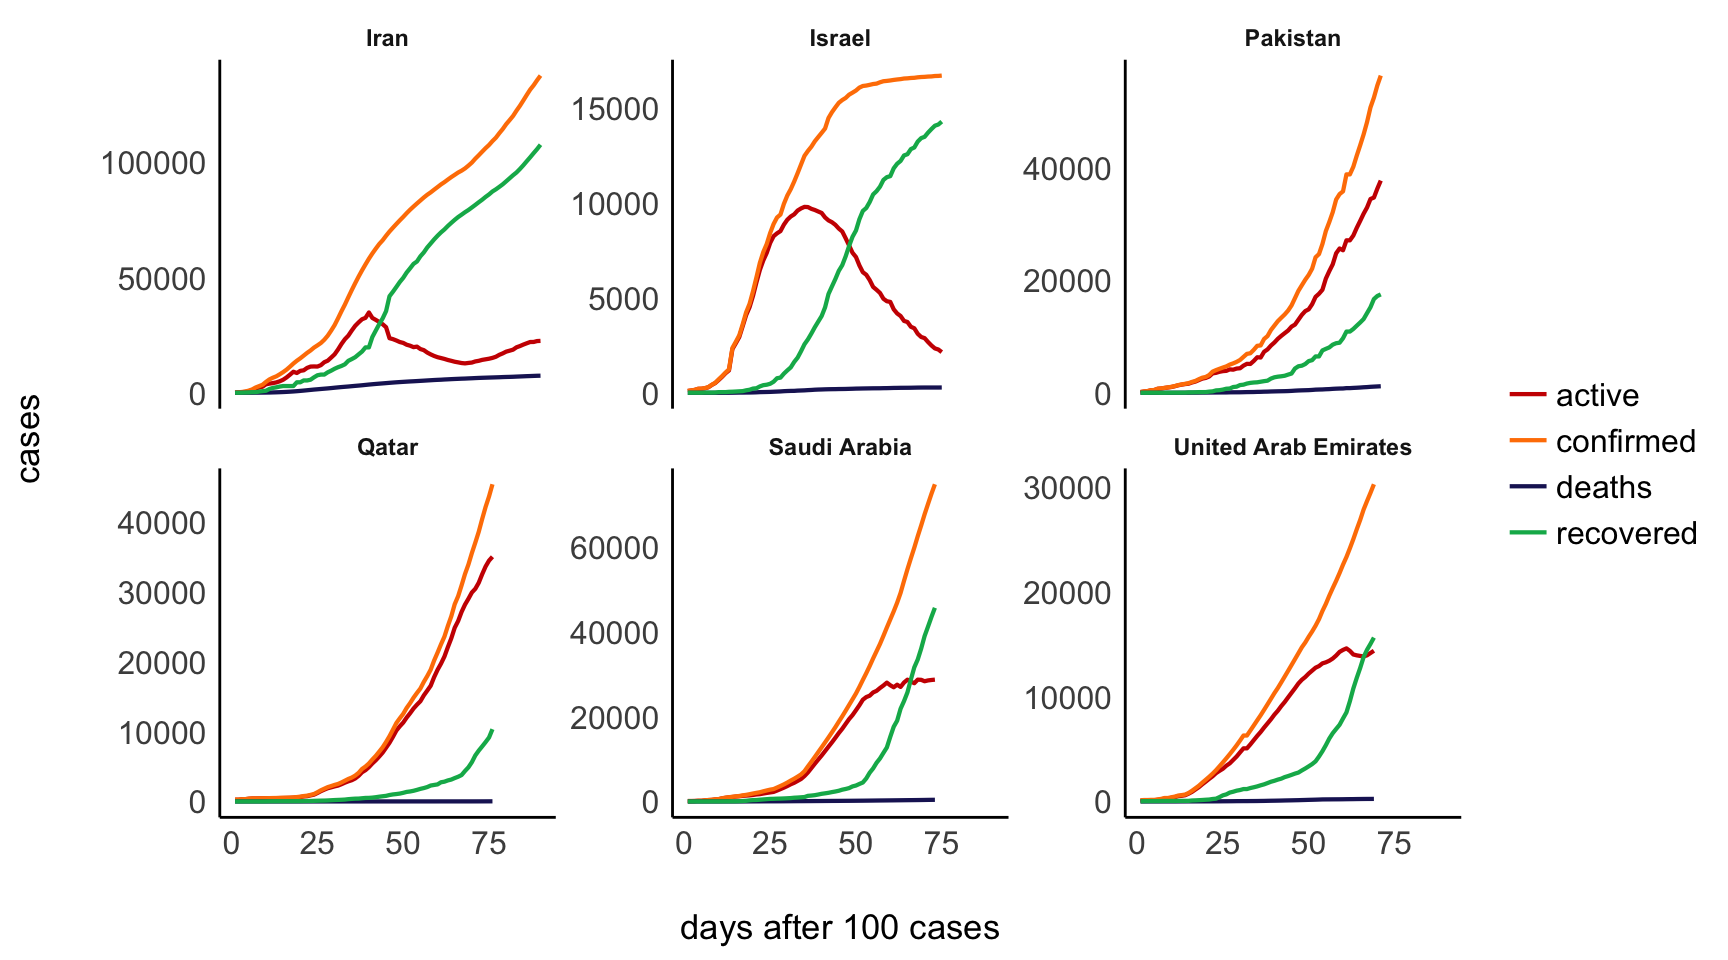 Iran
Israel
Pakistan
100000
50000
0
15000
10000
5000
0
40000
20000
0
Qatar
Saudi Arabia
United Arab Emirates
40000
30000
20000
10000
0
60000
40000
20000
0
30000
20000
10000
0
0 25 50 75
0 25 50 75
0 25 50 75
days after 100 cases
cases
active
confirmed
deaths
recovered